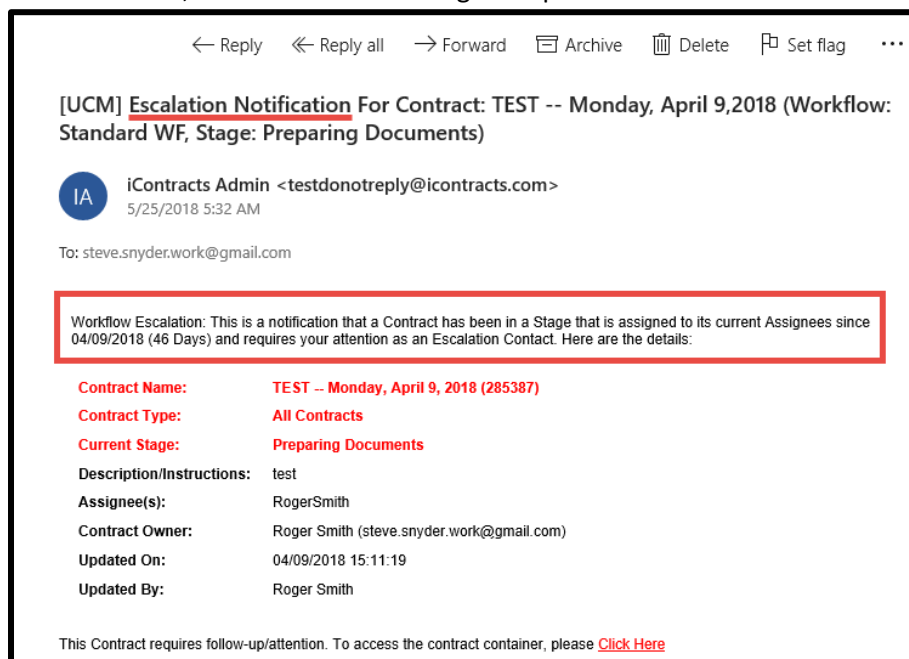 ← Reply « Reply all → Forward Archive Delete Set flag ...
[UCM] Escalation Notification For Contract: TEST -- Monday, April 9,2018 (Workflow:
Standard WF, Stage: Preparing Documents)
IA
iContracts Admin <testdonotreply@icontracts.com>
5/25/2018 5:32 AM
To: steve.snyder.work@gmail.com
Workflow Escalation: This is a notification that a Contract has been in a Stage that is assigned to its current Assignees since
04/09/2018 (46 Days) and requires your attention as an Escalation Contact. Here are the details:
Contract Name: TEST -- Monday, April 9, 2018 (285387)
Contract Type: All Contracts
Current Stage: Preparing Documents
Description/Instructions: test
Assignee(s): RogerSmith
Contract Owner: Roger Smith (steve.snyder.work@gmail.com)
Updated On: 04/09/2018 15:11:19
Updated By: Roger Smith
This Contract requires follow-up/attention. To access the contract container, please Click Here